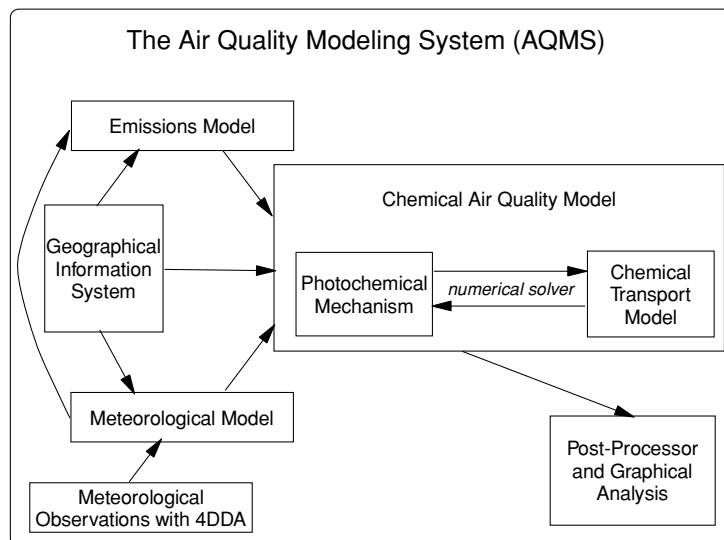 The Air Quality Modeling System (AQMS)
Emissions Model
Chemical Air Quality Model
Geographical
Information
System
Photochemical
Mechanism
numerical solver
Chemical
Transport
Model
Meteorological Model
Meteorological
Observations with 4DDA
Post-Processor
and Graphical
Analysis